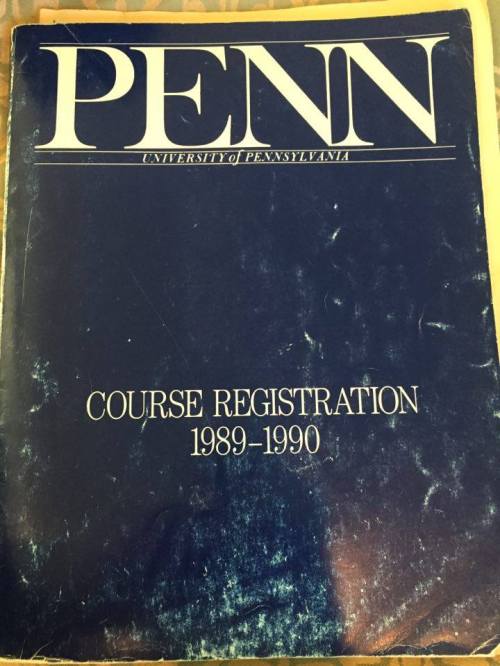 PENN
UNIVERSITY of PENNSYLVANIA
COURSE REGISTRATION
1989–1990